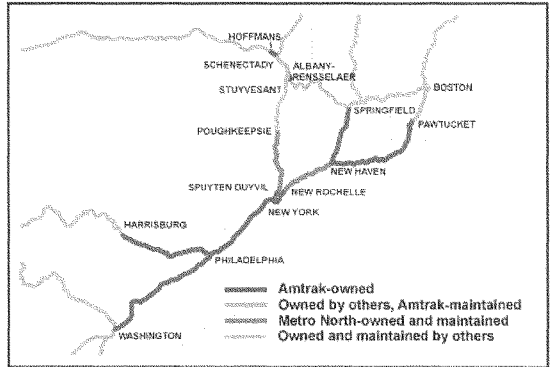 HOFFMANS
SCHENECTADY
ALBANY-
RENSSELAER
STUYVESANT
BOSTON
SPRINGFIELD
PAWTUCKET
POUGHKEEPSIE
NEW HAVEN
SPUYTEN DUYVIL
NEW ROCHELLE
NEW YORK
HARRISBURG
PHILADELPHIA
WASHINGTON
Amtrak-owned
Owned by others, Amtrak-maintained
Metro North-owned and maintained
Owned and maintained by others